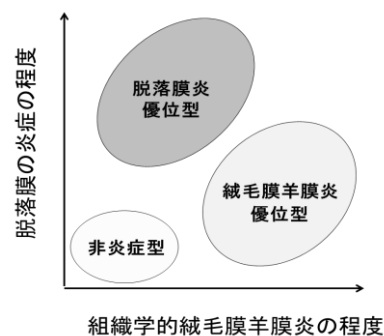 脱落膜の炎症の程度
脱落膜炎
優位型
絨毛膜羊膜炎
優位型
非炎症型
組織学的絨毛膜羊膜炎の程度